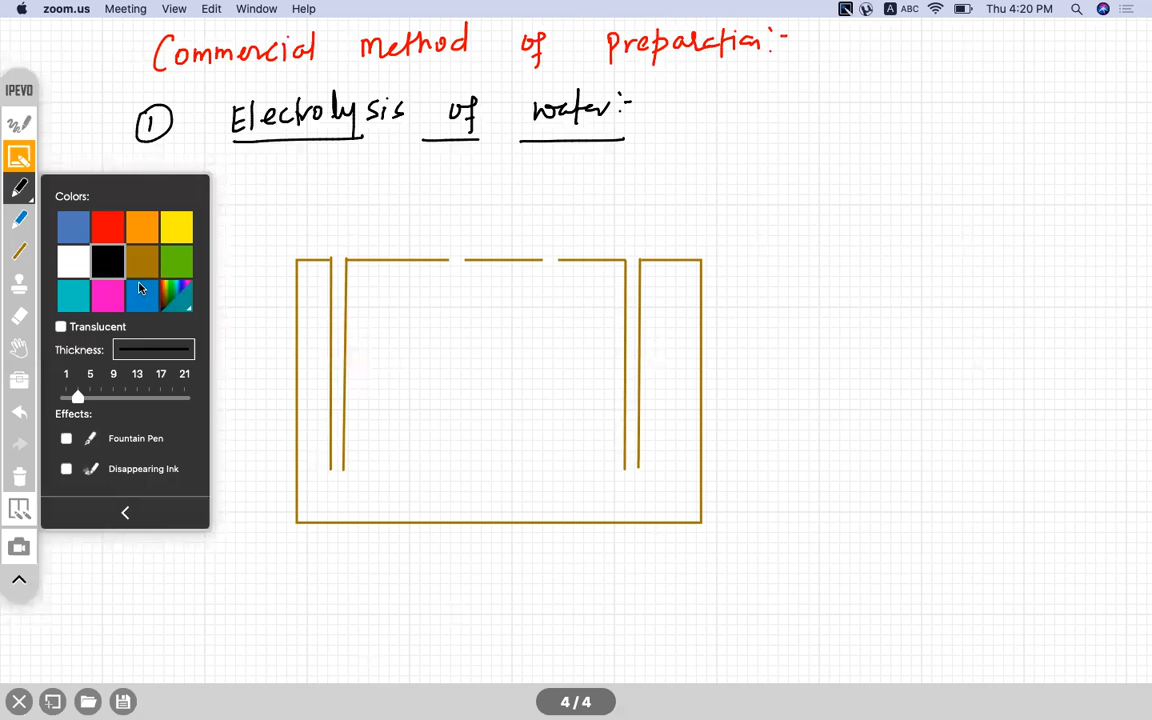 zoom.us Meeting View Edit Window Help A ABC Thu 4:20 PM
Commercial method of preparation:-
IPEVO
① Electrolysis of water:-
Colors:
Translucent
Thickness:
1 5 9 13 17 21
Effects:
Fountain Pen
Disappearing Ink
4 / 4